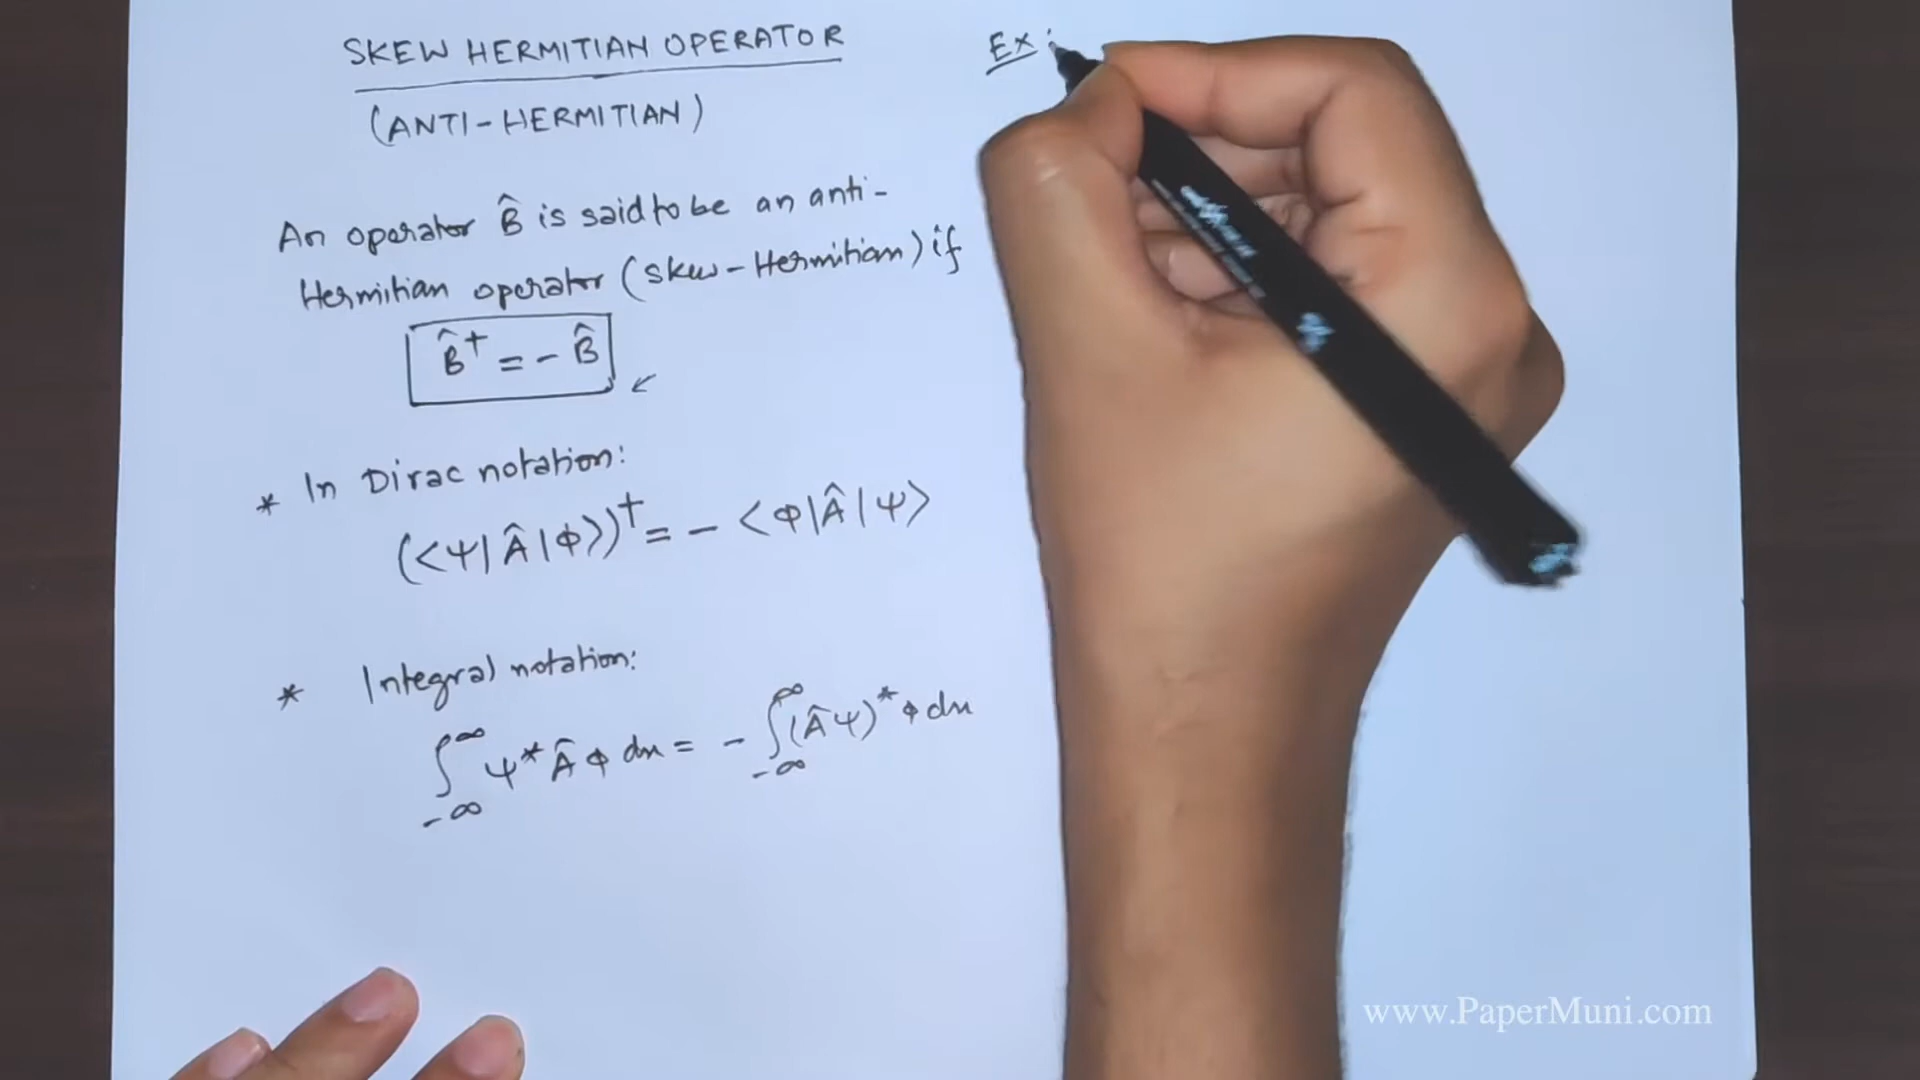 SKEW HERMITIAN OPERATOR
(ANTI-HERMITIAN)
An operator B̂ is said to be an anti-
Hermitian operator (skew-Hermitian) if
B̂† = - B̂
* In Dirac notation:
(<ψ|Â|φ>)† = - <φ|Â|ψ>
* Integral notation:
∫_{-∞}^{∞} ψ* Â φ dx = - ∫_{-∞}^{∞} (Âψ)* φ dx
Ex:
www.PaperMuni.com